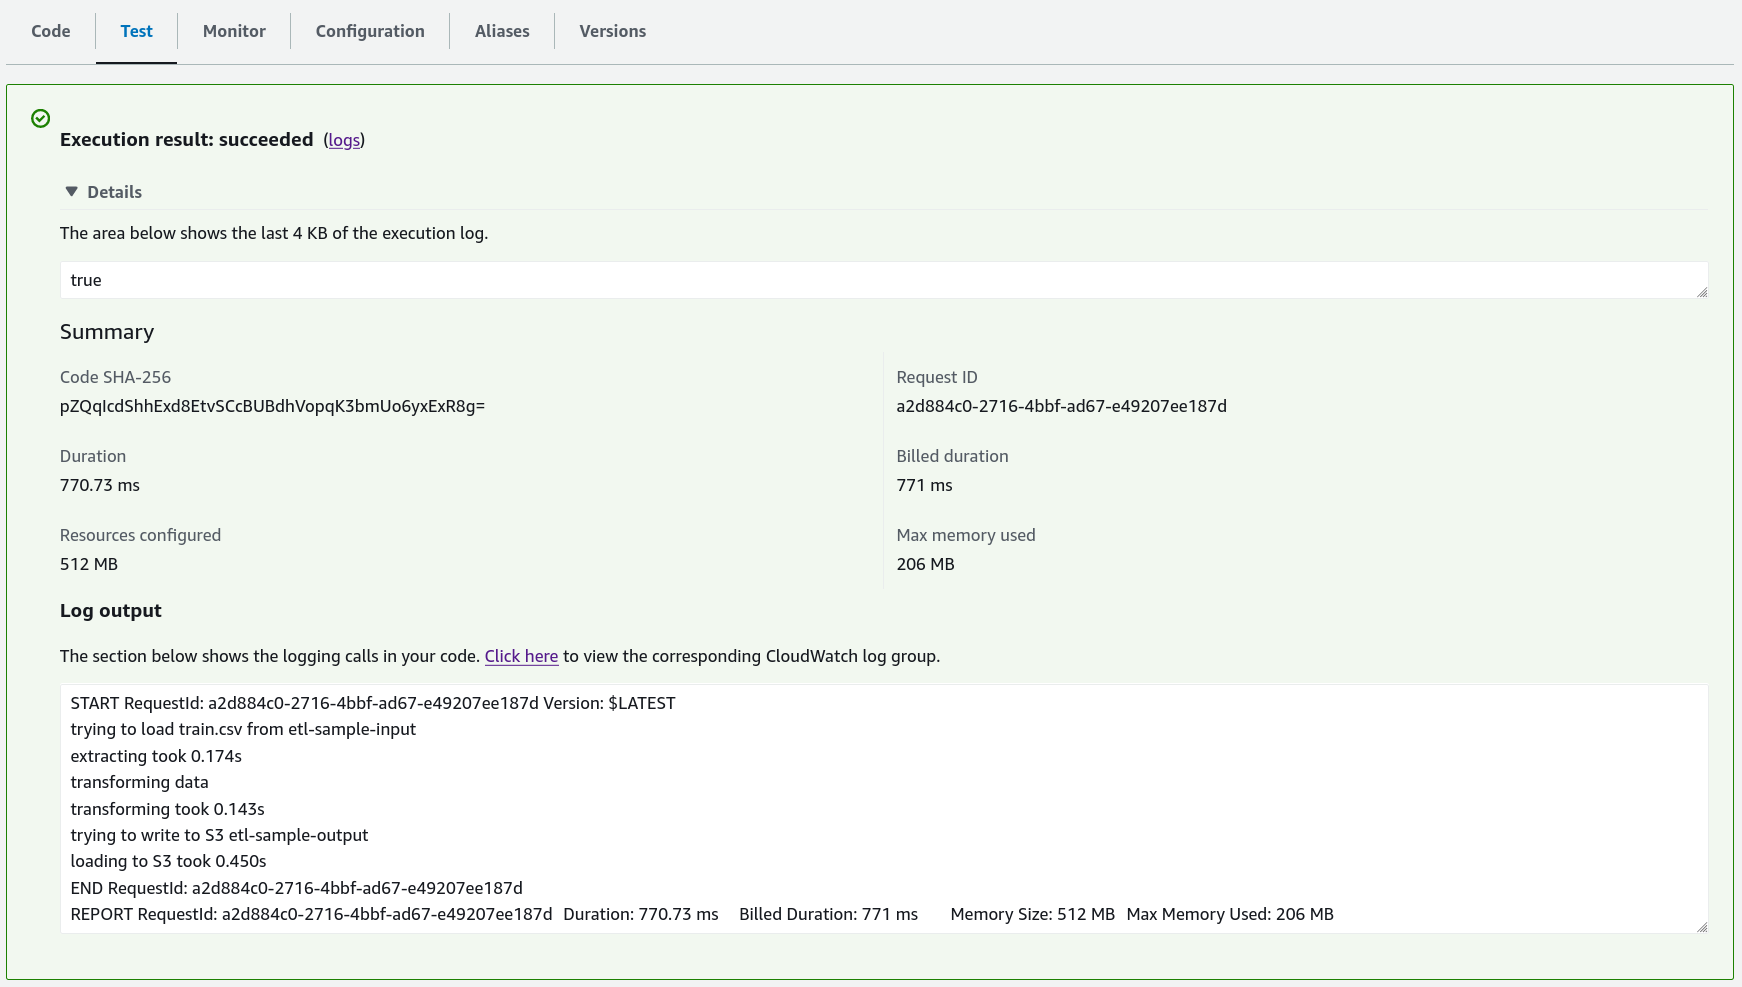 Code Test Monitor Configuration Aliases Versions
Execution result: succeeded (logs)
Details
The area below shows the last 4 KB of the execution log.
true
Summary
Code SHA-256
pZQqIcdShhExd8EtvSCcBUBdhVopqK3bmUo6yxExR8g=
Request ID
a2d884c0-2716-4bbf-ad67-e49207ee187d
Duration
770.73 ms
Billed duration
771 ms
Resources configured
512 MB
Max memory used
206 MB
Log output
The section below shows the logging calls in your code. Click here to view the corresponding CloudWatch log group.
START RequestId: a2d884c0-2716-4bbf-ad67-e49207ee187d Version: $LATEST
trying to load train.csv from etl-sample-input
extracting took 0.174s
transforming data
transforming took 0.143s
trying to write to S3 etl-sample-output
loading to S3 took 0.450s
END RequestId: a2d884c0-2716-4bbf-ad67-e49207ee187d
REPORT RequestId: a2d884c0-2716-4bbf-ad67-e49207ee187d Duration: 770.73 ms Billed Duration: 771 ms Memory Size: 512 MB Max Memory Used: 206 MB